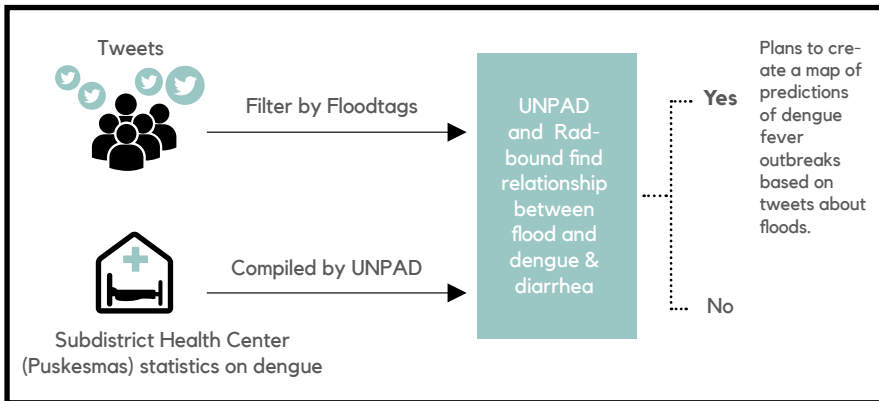 Tweets
Filter by Floodtags
Compiled by UNPAD
Subdistrict Health Center
(Puskesmas) statistics on dengue
UNPAD
and Rad-
bound find
relationship
between
flood and
dengue &
diarrhea
Yes
No
Plans to cre-
ate a map of
predictions
of dengue
fever
outbreaks
based on
tweets about
floods.